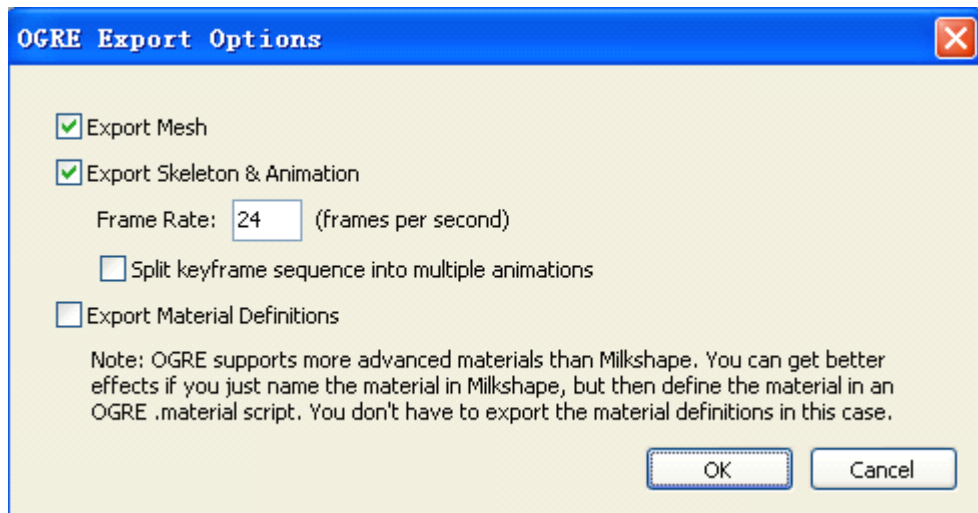 OGRE Export Options
Export Mesh
Export Skeleton & Animation
Frame Rate: 24 (frames per second)
Split keyframe sequence into multiple animations
Export Material Definitions
Note: OGRE supports more advanced materials than Milkshape. You can get better
effects if you just name the material in Milkshape, but then define the material in an
OGRE .material script. You don't have to export the material definitions in this case.
OK Cancel